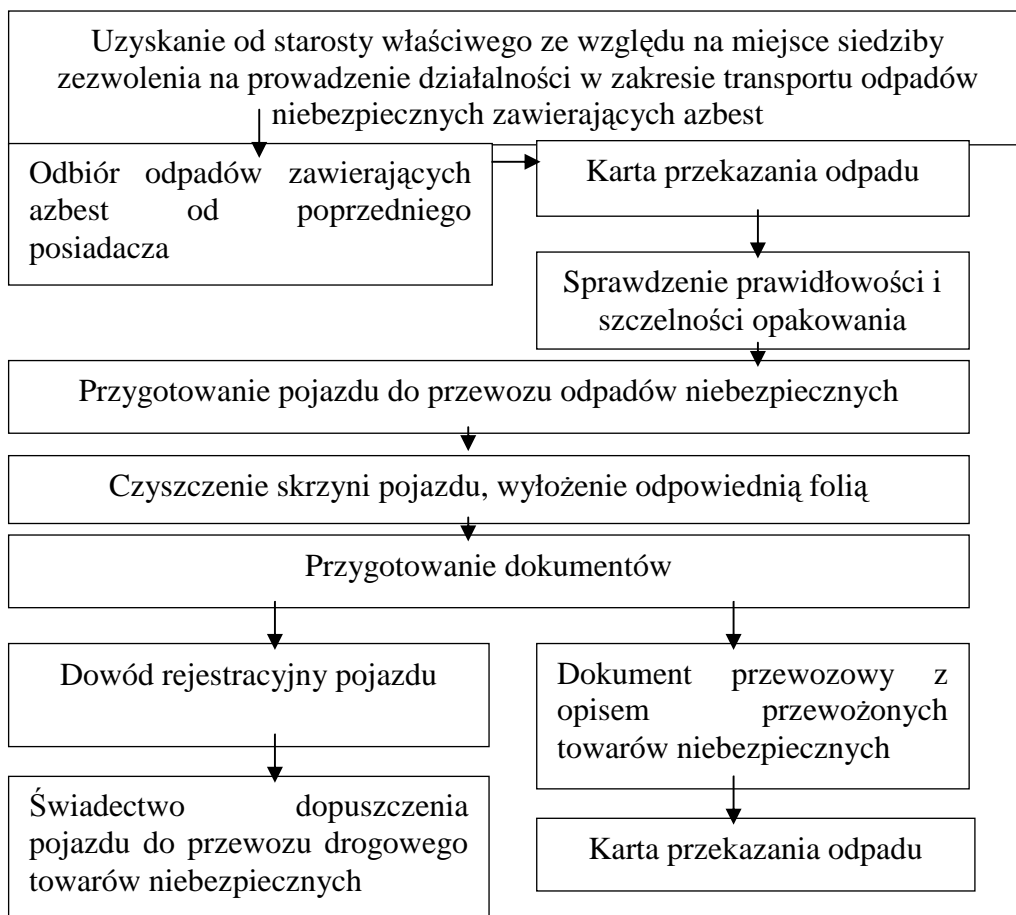 Uzyskanie od starosty właściwego ze względu na miejsce siedziby
zezwolenia na prowadzenie działalności w zakresie transportu odpadów
niebezpiecznych zawierających azbest
Odbiór odpadów zawierających
azbest od poprzedniego
posiadacza
Karta przekazania odpadu
Sprawdzenie prawidłowości i
szczelności opakowania
Przygotowanie pojazdu do przewozu odpadów niebezpiecznych
Czyszczenie skrzyni pojazdu, wyłożenie odpowiednią folią
Przygotowanie dokumentów
Dowód rejestracyjny pojazdu
Świadectwo dopuszczenia
pojazdu do przewozu drogowego
towarów niebezpiecznych
Dokument przewozowy z
opisem przewożonych
towarów niebezpiecznych
Karta przekazania odpadu